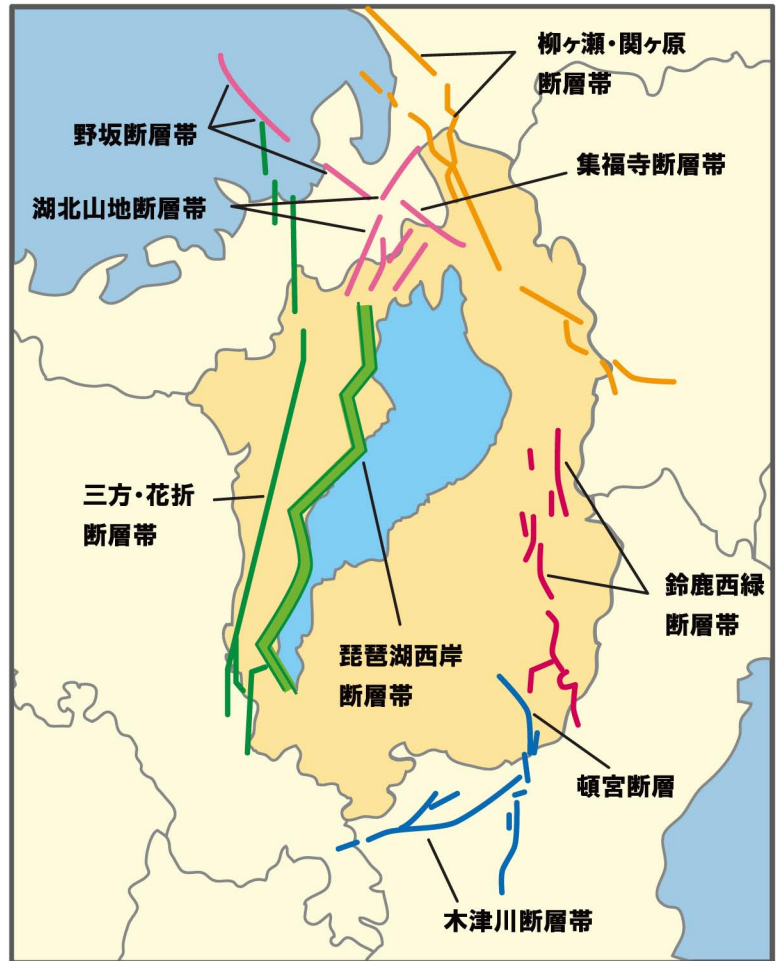 柳ヶ瀬・関ヶ原
断層帯
野坂断層帯
集福寺断層帯
湖北山地断層帯
三方・花折
断層帯
鈴鹿西緑
断層帯
琵琶湖西岸
断層帯
頓宮断層
木津川断層帯